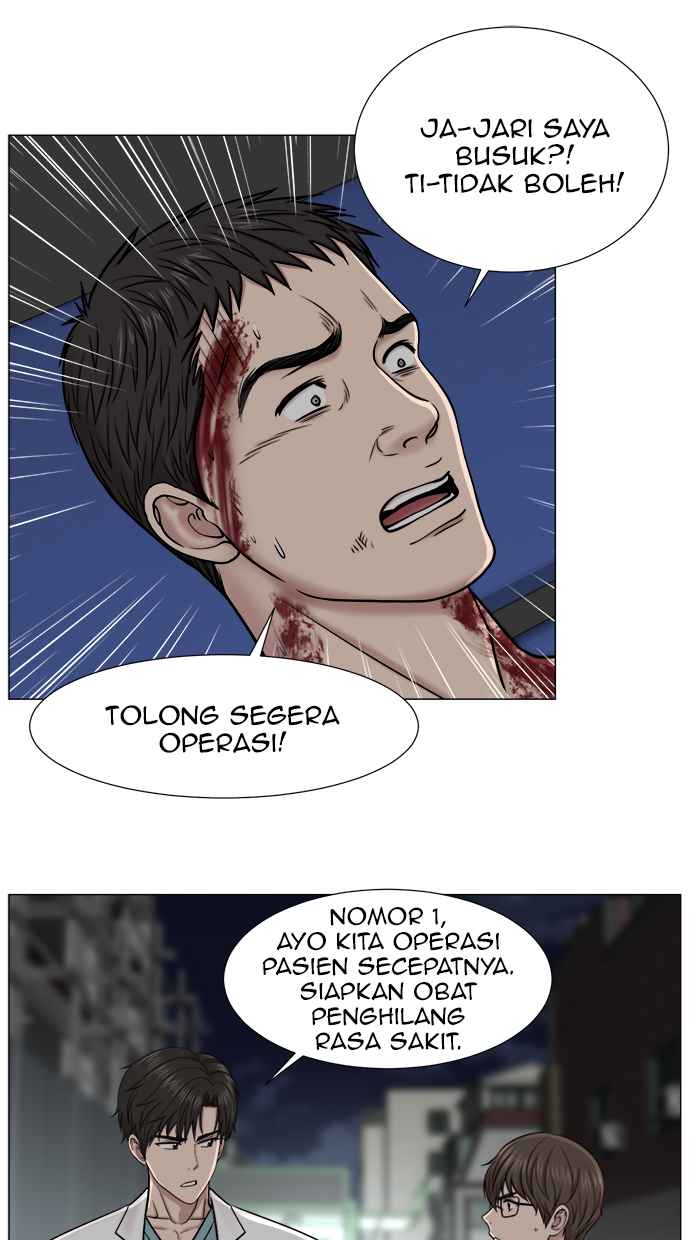 JA-JARI SAYA
BUSUK?!
TI-TIDAK BOLEH!
TOLONG SEGERA
OPERASI!
NOMOR 1,
AYO KITA OPERASI
PASIEN SECEPATNYA.
SIAPKAN OBAT
PENGHILANG
RASA SAKIT.